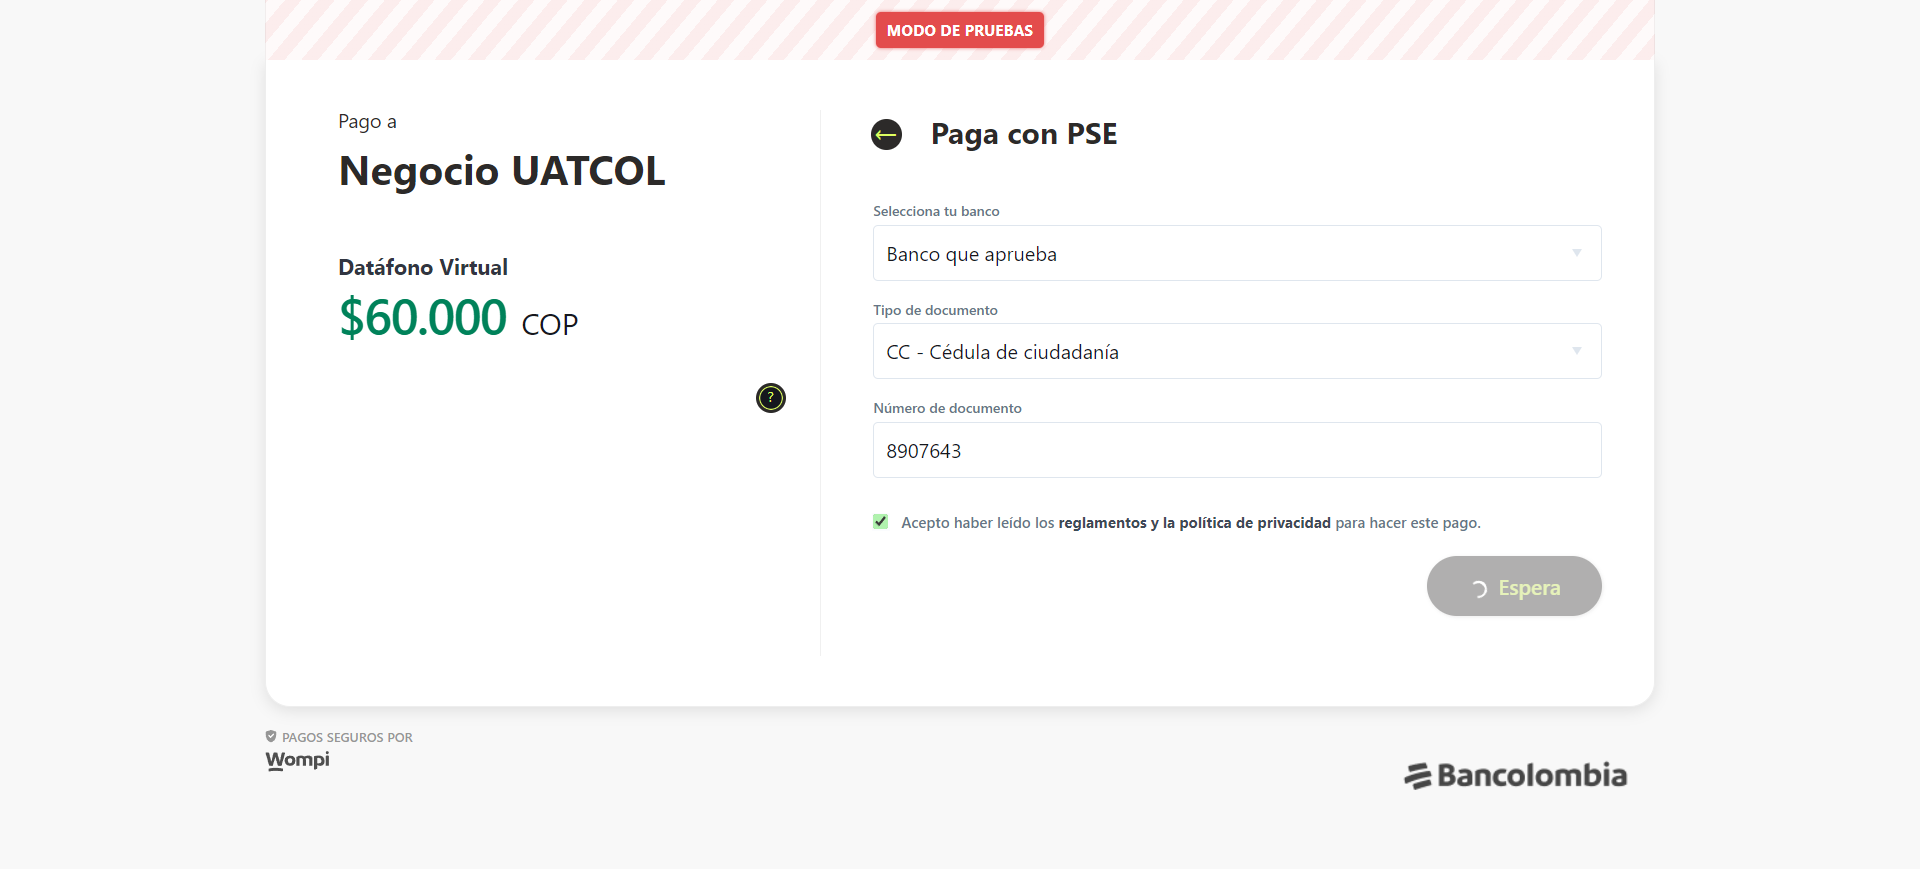 MODO DE PRUEBAS
Pago a
Negocio UATCOL
Datáfono Virtual
$60.000 COP
?
Paga con PSE
Selecciona tu banco
Banco que aprueba
Tipo de documento
CC - Cédula de ciudadanía
Número de documento
8907643
Acepto haber leído los reglamentos y la política de privacidad para hacer este pago.
Espera
PAGOS SEGUROS POR
Wompi
Bancolombia